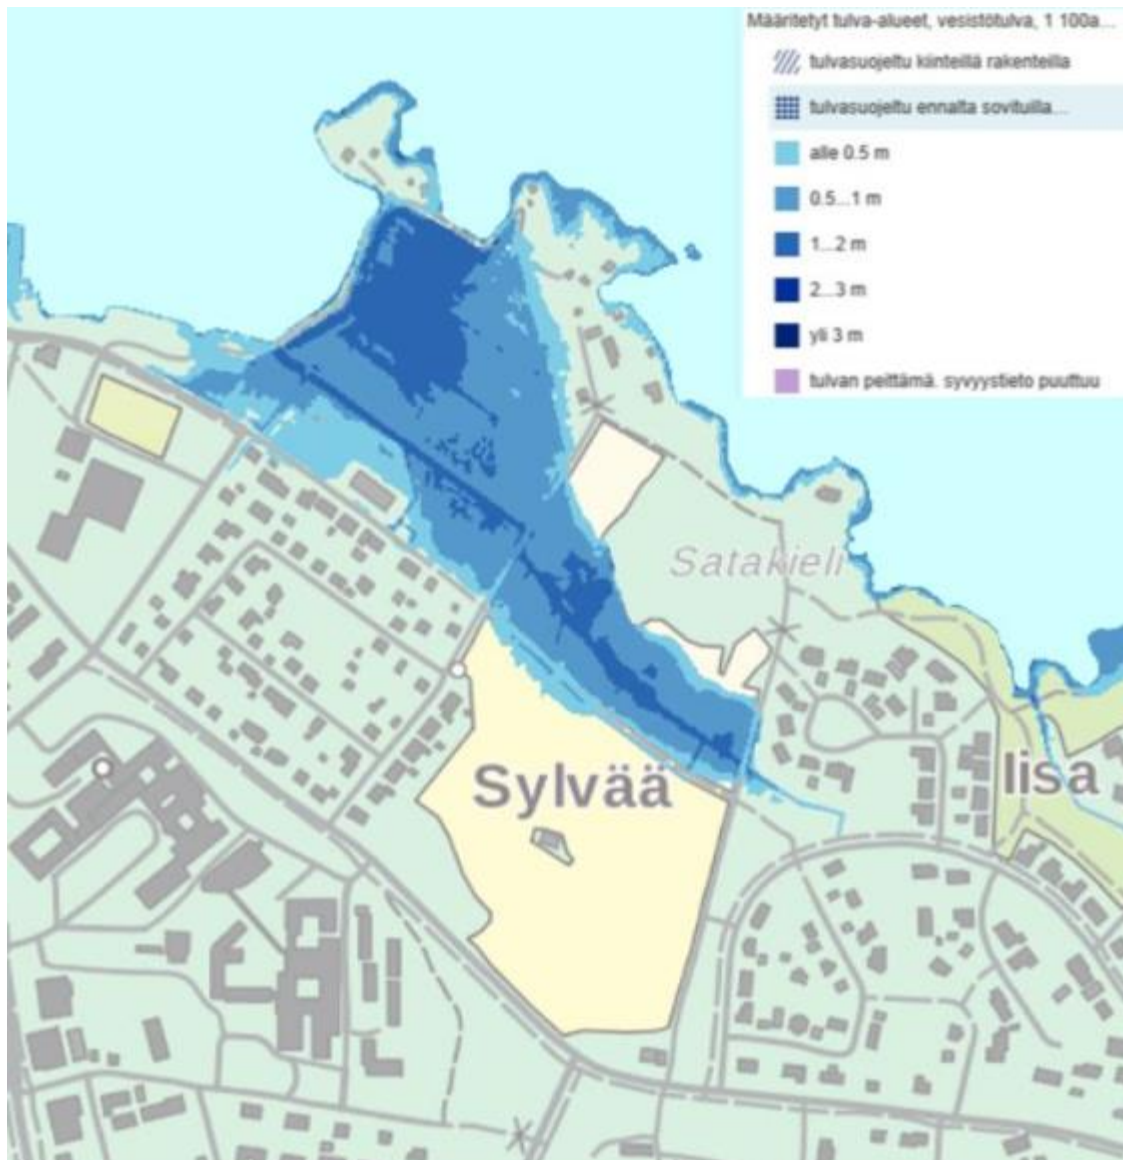 Määritetyt tulva-alueet, vesistötulva, 1 100a...
tulvasuojeltu kiinteillä rakenteilla
tulvasuojeltu ennalta sovituilla...
alle 0.5 m
0.5...1 m
1...2 m
2...3 m
yli 3 m
tulvan peittämä. syvyystieto puuttuu
Satakieli
Sylvää
Iisa